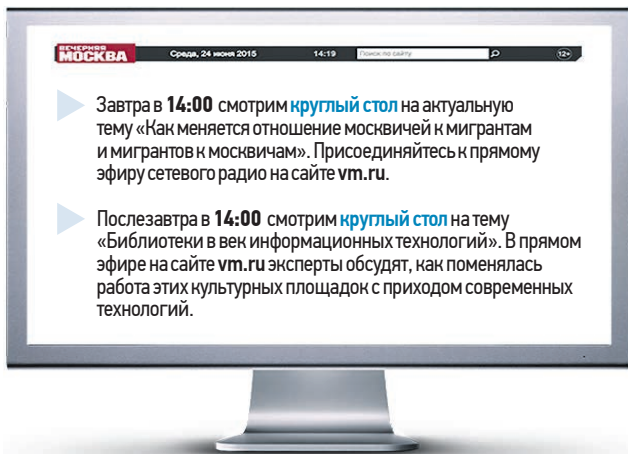 ВЕЧЕРНЯЯ
МОСКВА Среда, 24 июня 2015 14:19 Поиск по сайту 12+
Завтра в 14:00 смотрим круглый стол на актуальную
тему «Как меняется отношение москвичей к мигрантам
и мигрантов к москвичам». Присоединяйтесь к прямому
эфиру сетевого радио на сайте vm.ru.
Послезавтра в 14:00 смотрим круглый стол на тему
«Библиотеки в век информационных технологий». В прямом
эфире на сайте vm.ru эксперты обсудят, как поменялась
работа этих культурных площадок с приходом современных
технологий.